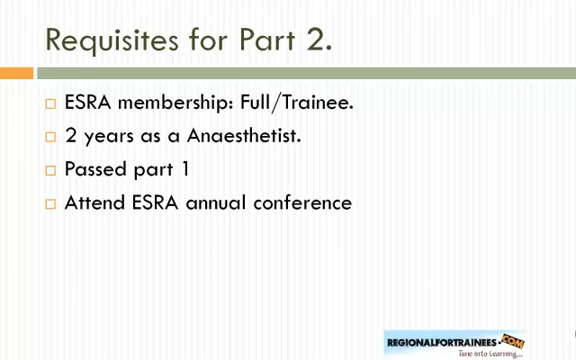 Requisites for Part 2.
ESRA membership: Full/Trainee.
2 years as a Anaesthetist.
Passed part 1
Attend ESRA annual conference
REGIONALFORTRAINEES.COM
Tune into Learning...